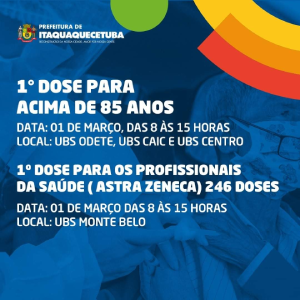 PREFEITURA DE
ITAQUAQUECETUBA
1° DOSE PARA
ACIMA DE 85 ANOS
DATA: 01 DE MARÇO, DAS 8 ÀS 15 HORAS
LOCAL: UBS ODETE, UBS CAIC E UBS CENTRO
1º DOSE PARA OS PROFISSIONAIS
DA SAÚDE ( ASTRA ZENECA) 246 DOSES
DATA: 01 DE MARÇO DAS 8 ÀS 15 HORAS
LOCAL: UBS MONTE BELO